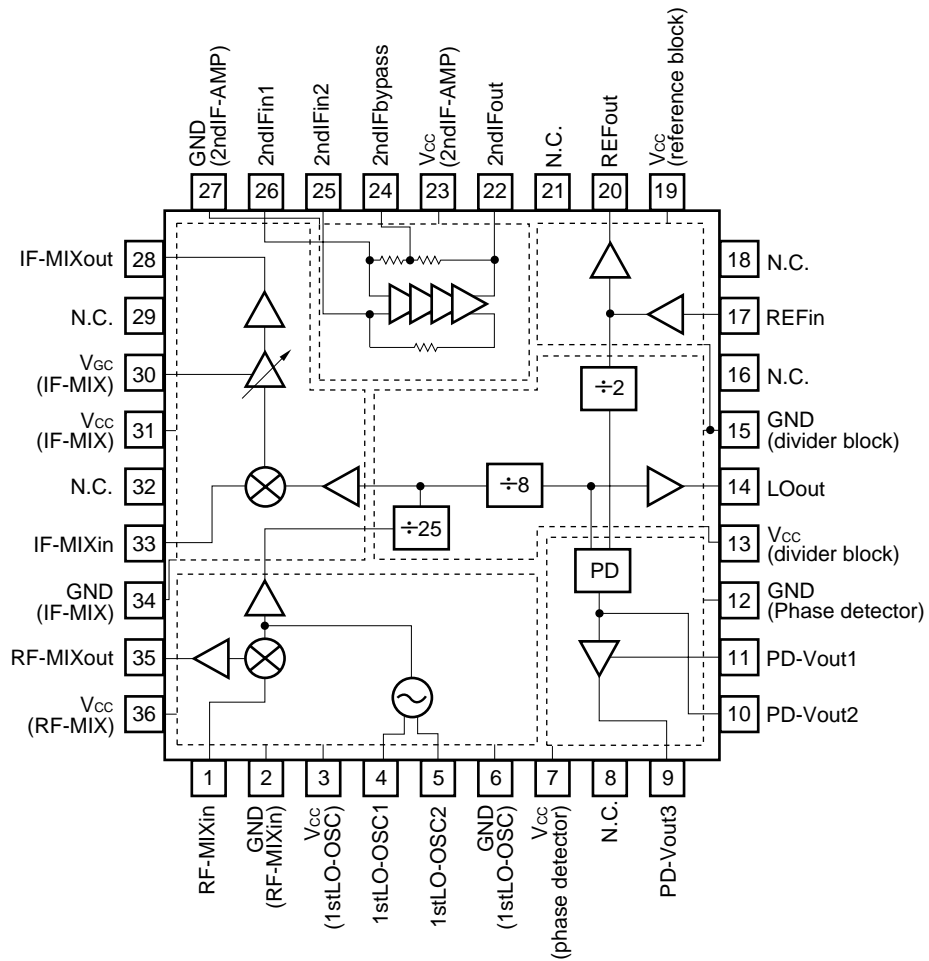 GND
(2ndIF-AMP)
2ndIFin1
2ndIFin2
2ndIFbypass
VCC
(2ndIF-AMP)
2ndIFout
N.C.
REFout
VCC
(reference block)
27
26
25
24
23
22
21
20
19
IF-MIXout
28
N.C.
29
VGC
(IF-MIX)
30
VCC
(IF-MIX)
31
N.C.
32
IF-MIXin
33
GND
(IF-MIX)
34
RF-MIXout
35
VCC
(RF-MIX)
36
÷2
÷8
÷25
PD
18
N.C.
17
REFin
16
N.C.
15
GND
(divider block)
14
LOout
13
VCC
(divider block)
12
GND
(Phase detector)
11
PD-Vout1
10
PD-Vout2
1
2
3
4
5
6
7
8
9
RF-MIXin
GND
(RF-MIXin)
VCC
(1stLO-OSC)
1stLO-OSC1
1stLO-OSC2
GND
(1stLO-OSC)
VCC
(phase detector)
N.C.
PD-Vout3